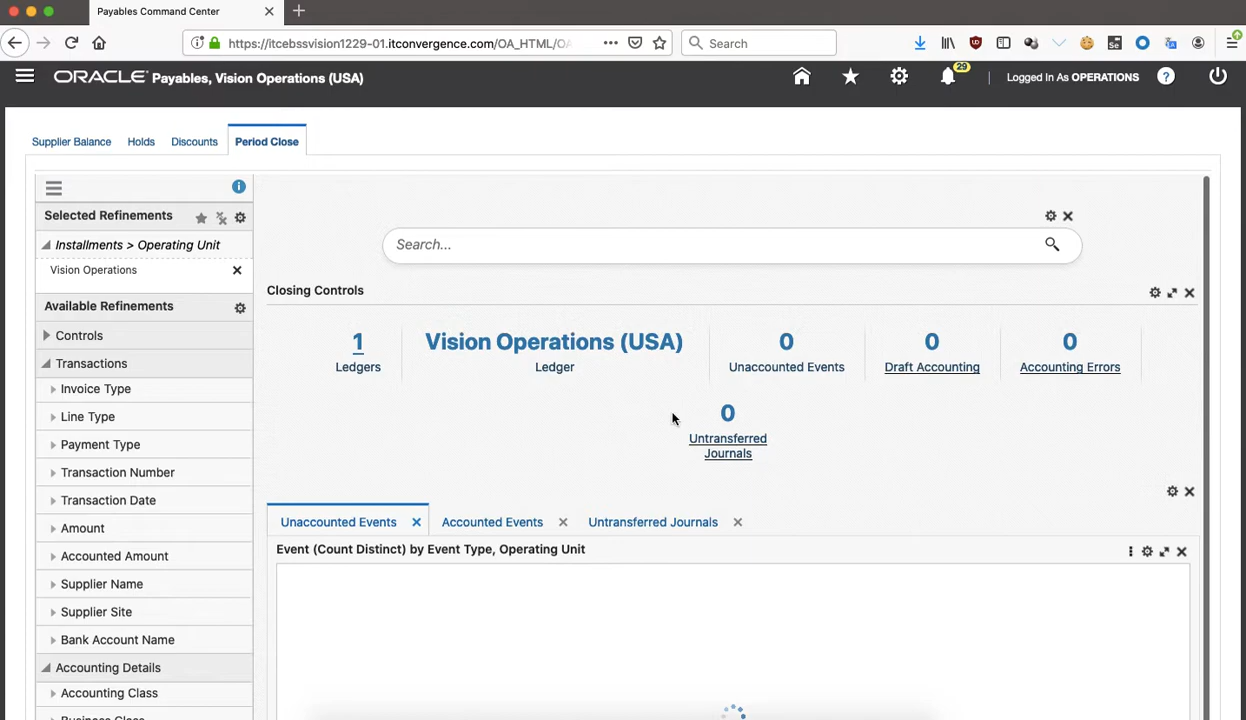 Payables Command Center
https://itcebssvision1229-01.itconvergence.com/OA_HTML/OA
Search
ORACLE Payables, Vision Operations (USA)
29
Logged In As OPERATIONS
?
Supplier Balance Holds Discounts Period Close
Selected Refinements
Installments > Operating Unit
Vision Operations
Available Refinements
Controls
Transactions
Invoice Type
Line Type
Payment Type
Transaction Number
Transaction Date
Amount
Accounted Amount
Supplier Name
Supplier Site
Bank Account Name
Accounting Details
Accounting Class
Search...
Closing Controls
1
Ledgers
Vision Operations (USA)
Ledger
0
Unaccounted Events
0
Draft Accounting
0
Accounting Errors
0
Untransferred
Journals
Unaccounted Events Accounted Events Untransferred Journals
Event (Count Distinct) by Event Type, Operating Unit